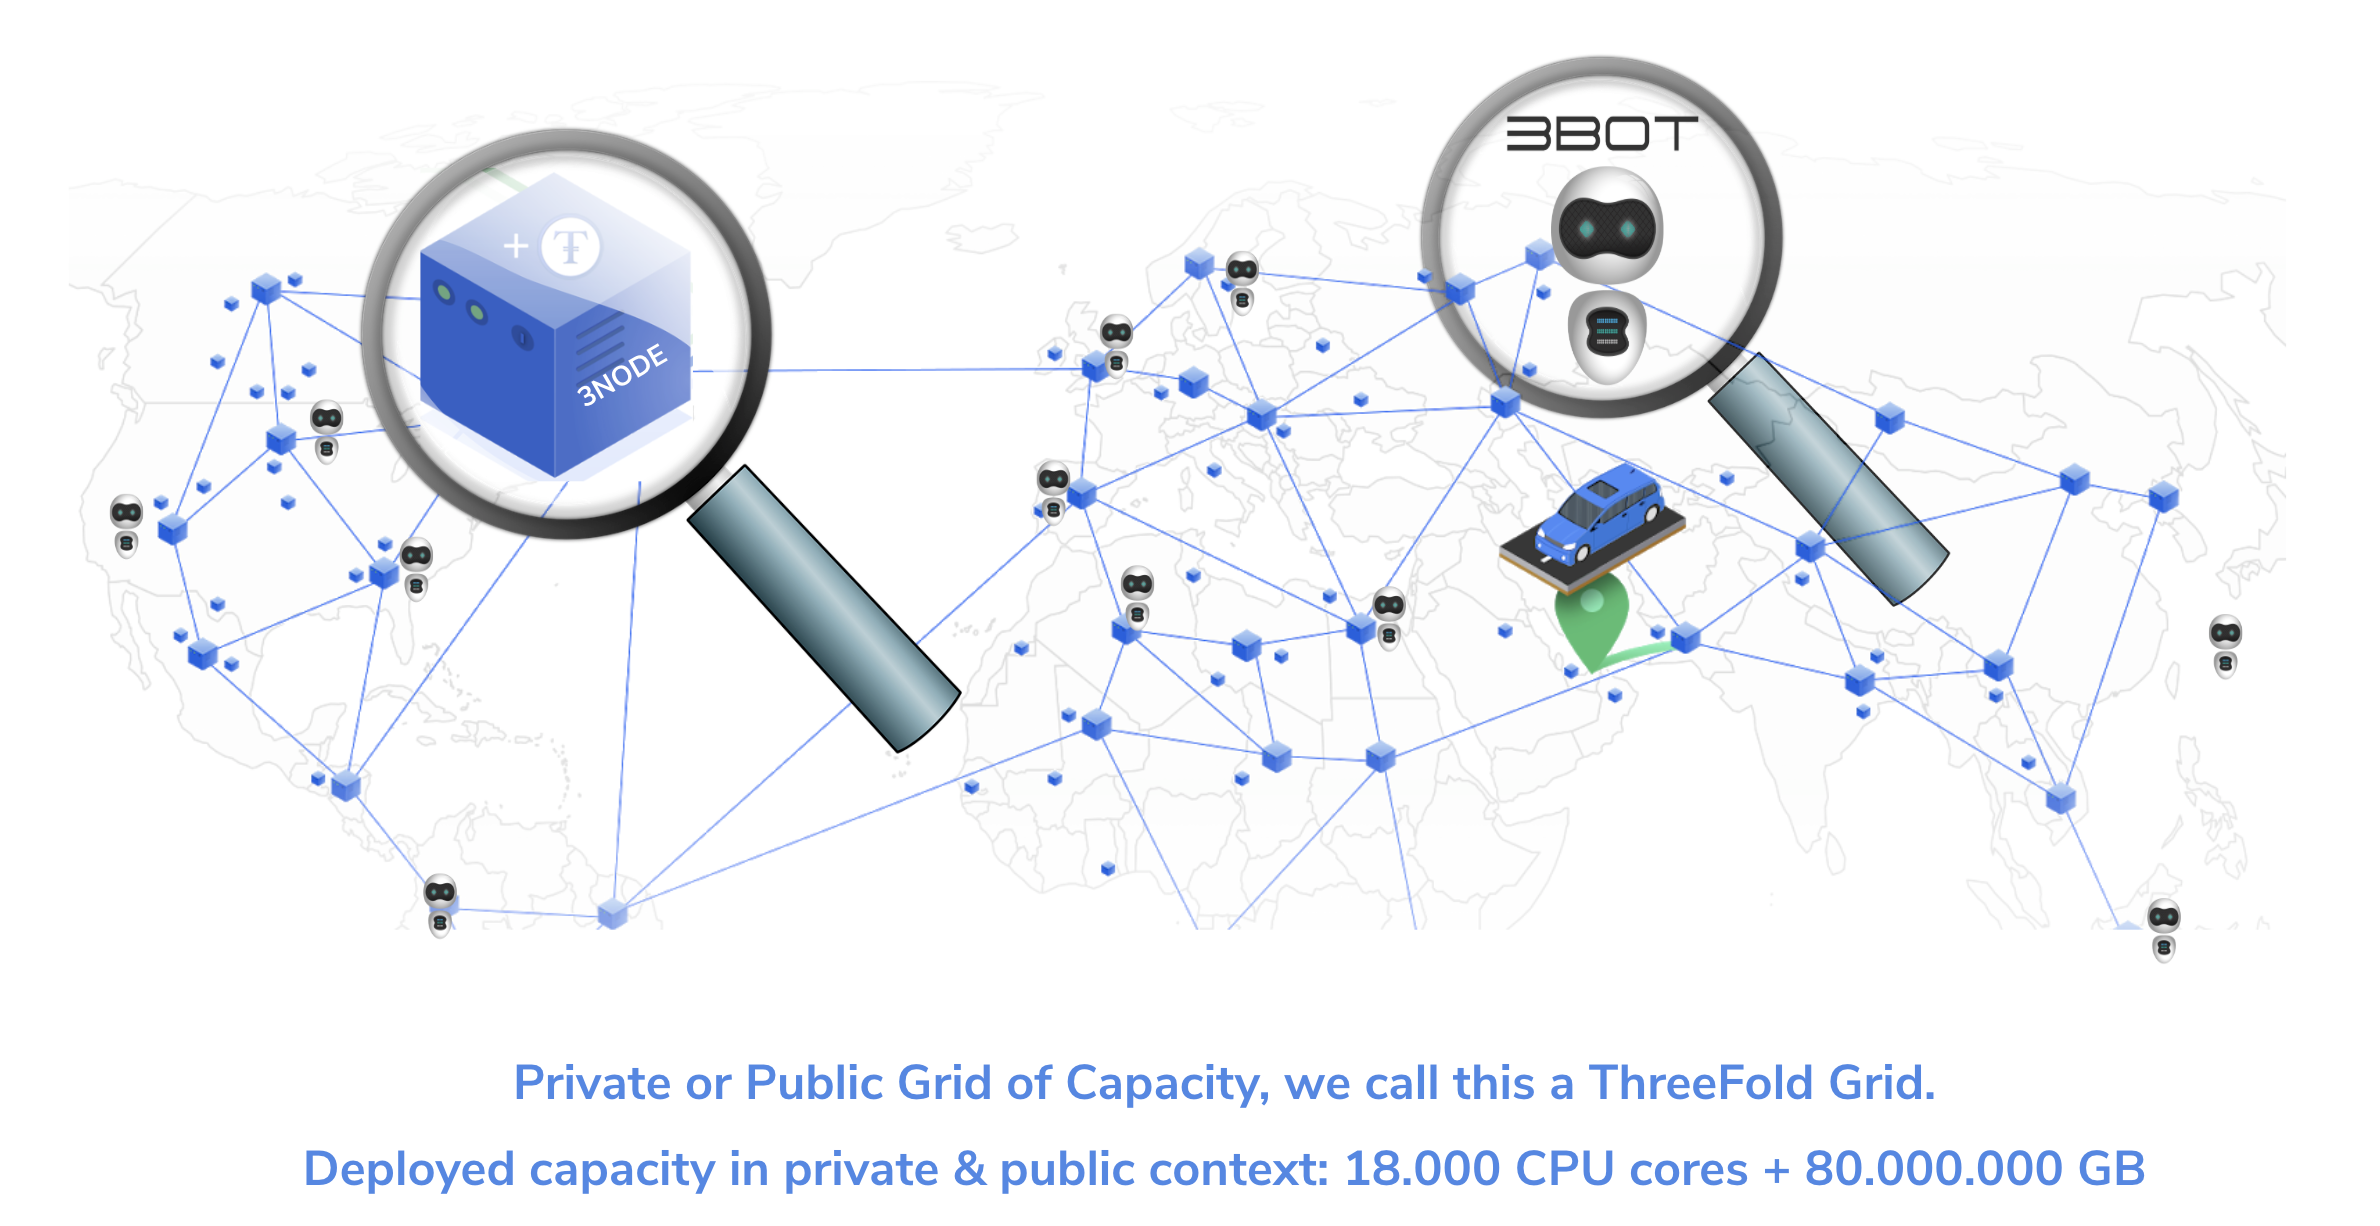 3BOT
+ T
3NODE
Private or Public Grid of Capacity, we call this a ThreeFold Grid.
Deployed capacity in private & public context: 18.000 CPU cores + 80.000.000 GB